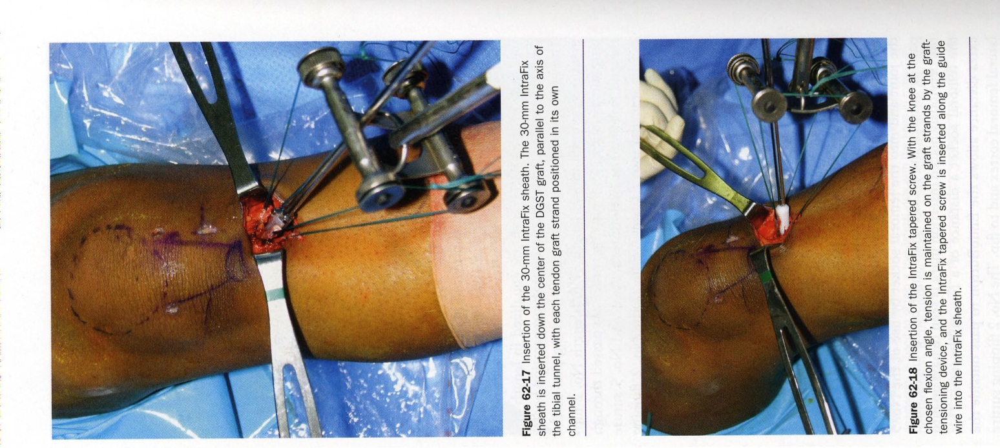 Figure 62-17 Insertion of the 30-mm IntraFix sheath. The 30-mm IntraFix
sheath is inserted down the center of the DGST graft, parallel to the axis of
the tibial tunnel, with each tendon graft strand positioned in its own
channel.
Figure 62-18 Insertion of the IntraFix tapered screw. With the knee at the
chosen flexion angle, tension is maintained on the graft strands by the graft-
tensioning device, and the IntraFix tapered screw is inserted along the guide
wire into the IntraFix sheath.